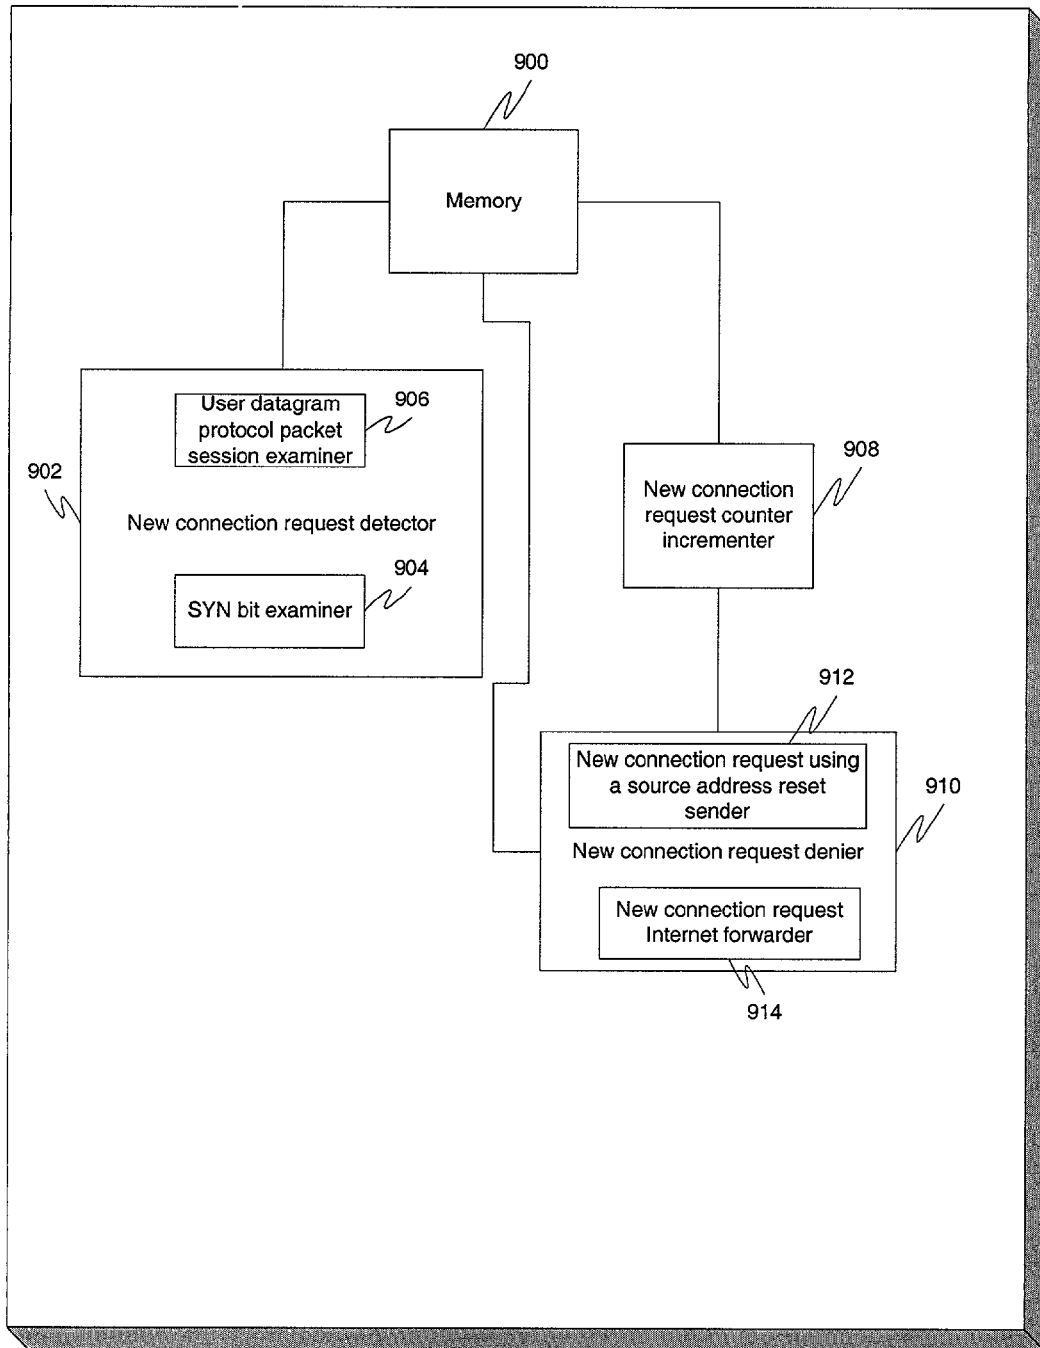 900
Memory
User datagram
protocol packet
session examiner
906
902
New connection request detector
904
SYN bit examiner
908
New connection
request counter
incrementer
912
New connection request using
a source address reset
sender
910
New connection request denier
New connection request
Internet forwarder
914